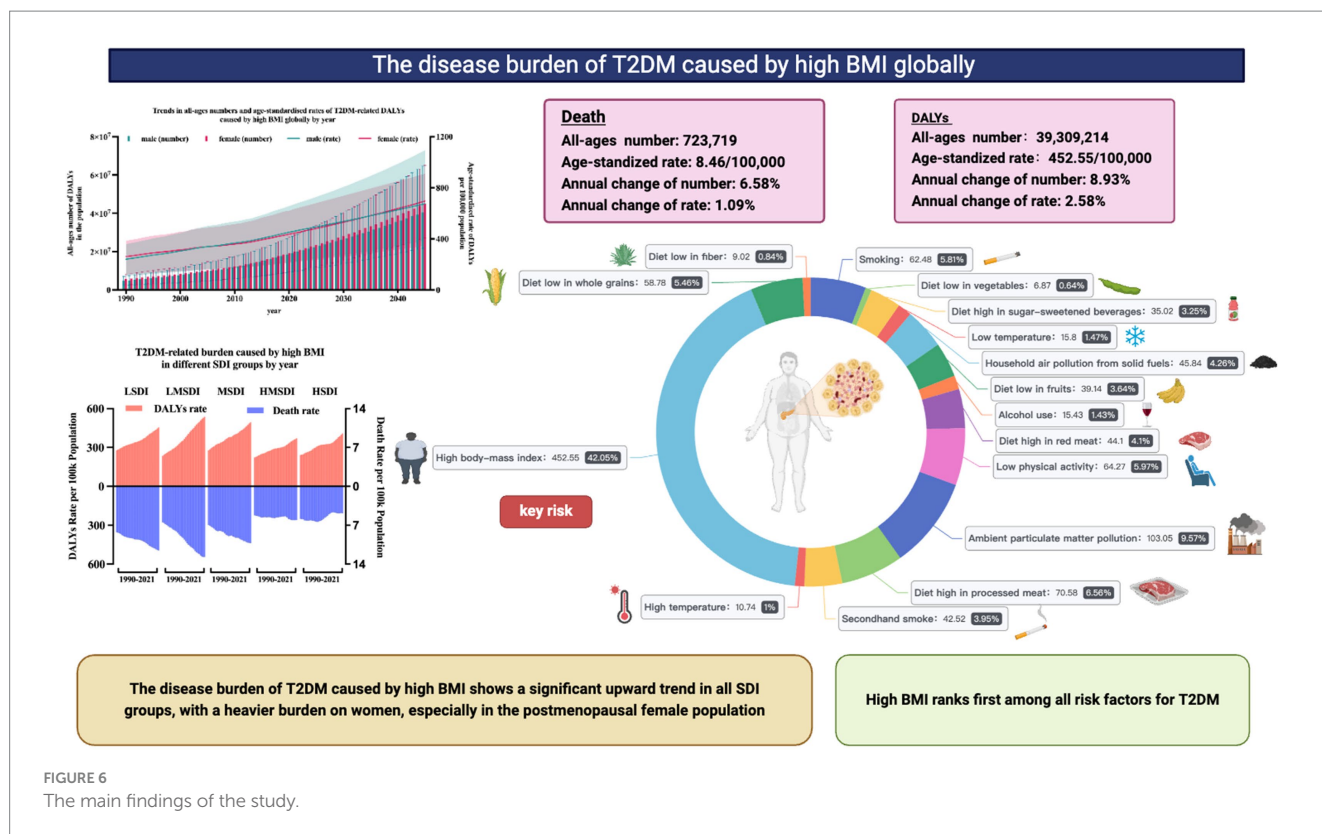 The disease burden of T2DM caused by high BMI globally
Trends in all-ages numbers and age-standardised rates of T2DM-related DALYs
caused by high BMI globally by year
male (number)
female (number)
male (rate)
female (rate)
All-ages number of DALYs
in the population
8×10⁷
6×10⁷
4×10⁷
2×10⁷
0
1200
800
400
0
Age-standardised rate of DALYs
per 100,000 population
1990
2000
2010
2020
2030
2040
year
Death
All-ages number: 723,719
Age-standized rate: 8.46/100,000
Annual change of number: 6.58%
Annual change of rate: 1.09%
DALYs
All-ages number: 39,309,214
Age-standized rate: 452.55/100,000
Annual change of number: 8.93%
Annual change of rate: 2.58%
T2DM-related burden caused by high BMI
in different SDI groups by year
LSDI
LMSDI
MSDI
HMSDI
HSDI
DALYs rate
Death rate
DALYs Rate per 100k Population
600
300
0
300
600
14
7
0
7
14
Death Rate per 100k Population
1990-2021
1990-2021
1990-2021
1990-2021
1990-2021
Diet low in fiber: 9.02 0.84%
Diet low in whole grains: 58.78 5.46%
High body-mass index: 452.55 42.05%
key risk
High temperature: 10.74 1%
Smoking: 62.48 5.81%
Diet low in vegetables: 6.87 0.64%
Diet high in sugar-sweetened beverages: 35.02 3.25%
Low temperature: 15.8 1.47%
Household air pollution from solid fuels: 45.84 4.26%
Diet low in fruits: 39.14 3.64%
Alcohol use: 15.43 1.43%
Diet high in red meat: 44.1 4.1%
Low physical activity: 64.27 5.97%
Ambient particulate matter pollution: 103.05 9.57%
Diet high in processed meat: 70.58 6.56%
Secondhand smoke: 42.52 3.95%
The disease burden of T2DM caused by high BMI shows a significant upward trend in all SDI
groups, with a heavier burden on women, especially in the postmenopausal female population
High BMI ranks first among all risk factors for T2DM
FIGURE 6
The main findings of the study.